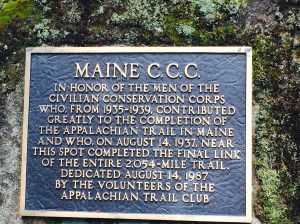 MAINE C.C.C.
IN HONOR OF THE MEN OF THE
CIVILIAN CONSERVATION CORPS
WHO, FROM 1935-1939, CONTRIBUTED
GREATLY TO THE COMPLETION OF
THE APPALACHIAN TRAIL IN MAINE
AND WHO, ON AUGUST 14, 1937, NEAR
THIS SPOT COMPLETED THE FINAL LINK
OF THE ENTIRE 2,054-MILE TRAIL.
DEDICATED AUGUST 14, 1987
BY THE VOLUNTEERS OF THE
APPALACHIAN TRAIL CLUB